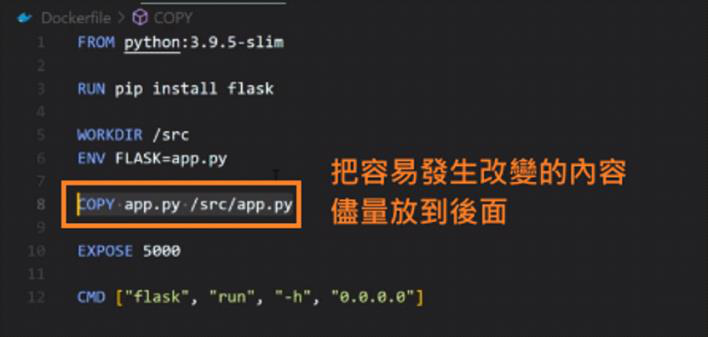 Dockerfile > COPY
1 FROM python:3.9.5-slim
2
3 RUN pip install flask
4
5 WORKDIR /src
6 ENV FLASK=app.py
7
8 COPY app.py /src/app.py
9
10 EXPOSE 5000
11
12 CMD ["flask", "run", "-h", "0.0.0.0"]
把容易發生改變的內容
儘量放到後面